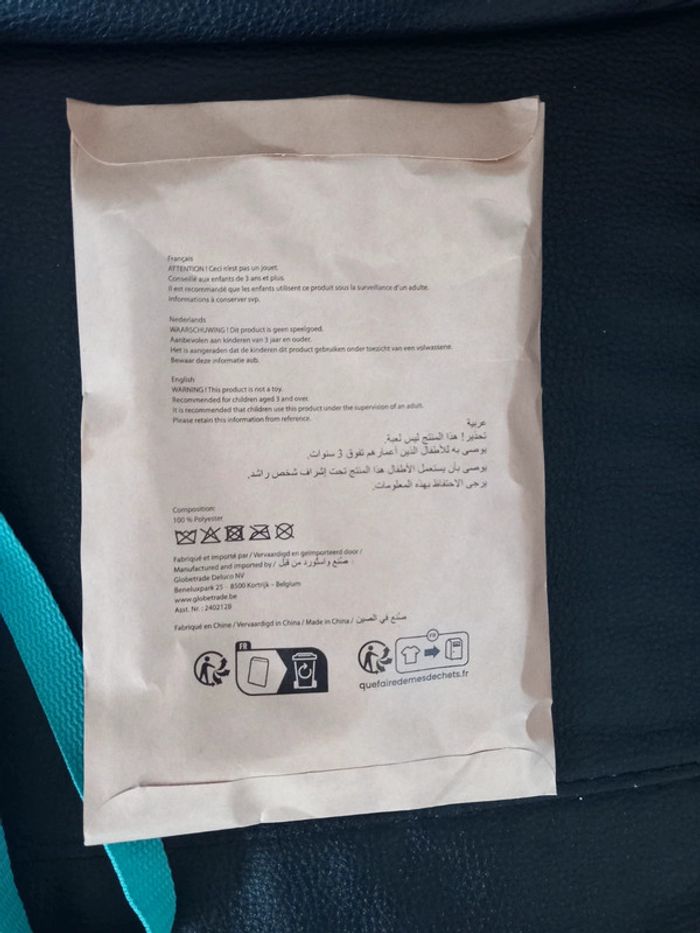 Français
ATTENTION ! Ceci n'est pas un jouet.
Conseillé aux enfants de 3 ans et plus.
Il est recommandé que les enfants utilisent ce produit sous la surveillance d'un adulte.
Informations à conserver svp.
Nederlands
WAARSCHUWING ! Dit product is geen speelgoed.
Aanbevolen aan kinderen van 3 jaar en ouder.
Het is aangeraden dat de kinderen dit product gebruiken onder toezicht van een volwassene.
Bewaar deze informatie aub.
English
WARNING ! This product is not a toy.
Recommended for children aged 3 and over.
It is recommended that children use this product under the supervision of an adult.
Please retain this information from reference.
عربية
تحذير! هذا المنتج ليس لعبة.
يوصى به للأطفال الذين أعمارهم تفوق 3 سنوات.
يوصى بأن يستعمل الأطفال هذا المنتج تحت إشراف شخص راشد.
يرجى الاحتفاظ بهذه المعلومات.
Composition:
100 % Polyester
Fabriqué et importé par / Vervaardigd en geïmporteerd door /
Manufactured and imported by / صنّع واستورد من قبل :
Globetrade Deluco NV
Beneluxpark 25 - 8500 Kortrijk – Belgium
www.globetrade.be
Asst. Nr. : 2402128
Fabriqué en Chine / Vervaardigd in China / Made in China / صنّع في الصين
FR
FR
quefairedemesdechets.fr